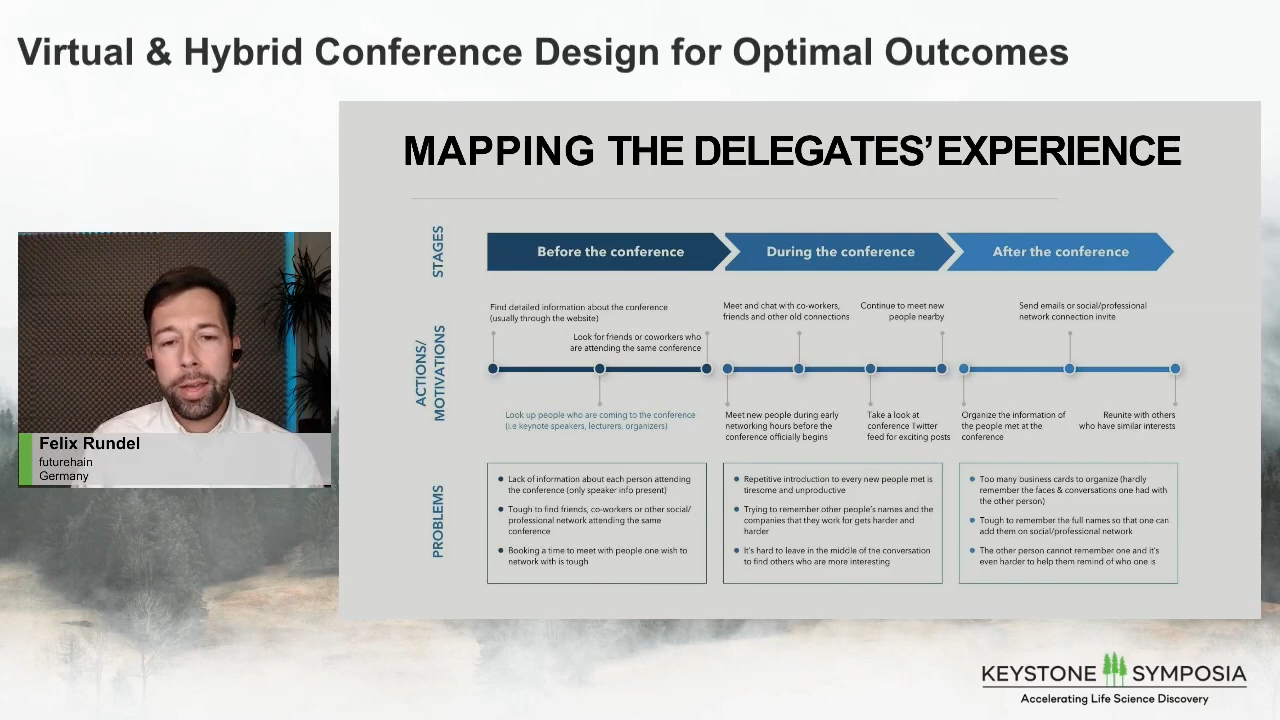 Virtual & Hybrid Conference Design for Optimal Outcomes
MAPPING THE DELEGATES' EXPERIENCE
STAGES
Before the conference
During the conference
After the conference
ACTIONS/
MOTIVATIONS
Find detailed information about the conference
(usually through the website)
Look for friends or coworkers who
are attending the same conference
Look up people who are coming to the conference
(i.e keynote speakers, lecturers, organizers)
Meet and chat with co-workers,
friends and other old connections
Continue to meet new
people nearby
Meet new people during early
networking hours before the
conference officially begins
Take a look at
conference Twitter
feed for exciting posts
Send emails or social/professional
network connection invite
Organize the information of
the people met at the
conference
Reunite with others
who have similar interests
PROBLEMS
Lack of information about each person attending
the conference (only speaker info present)
Tough to find friends, co-workers or other social/
professional network attending the same
conference
Booking a time to meet with people one wish to
network with is tough
Repetitive introduction to every new people met is
tiresome and unproductive
Trying to remember other people's names and the
companies that they work for gets harder and
harder
It's hard to leave in the middle of the conversation
to find others who are more interesting
Too many business cards to organize (hardly
remember the faces & conversations one had with
the other person)
Tough to remember the full names so that one can
add them on social/professional network
The other person cannot remember one and it's
even harder to help them remind of who one is
Felix Rundel
futurehain
Germany
KEYSTONE SYMPOSIA
Accelerating Life Science Discovery